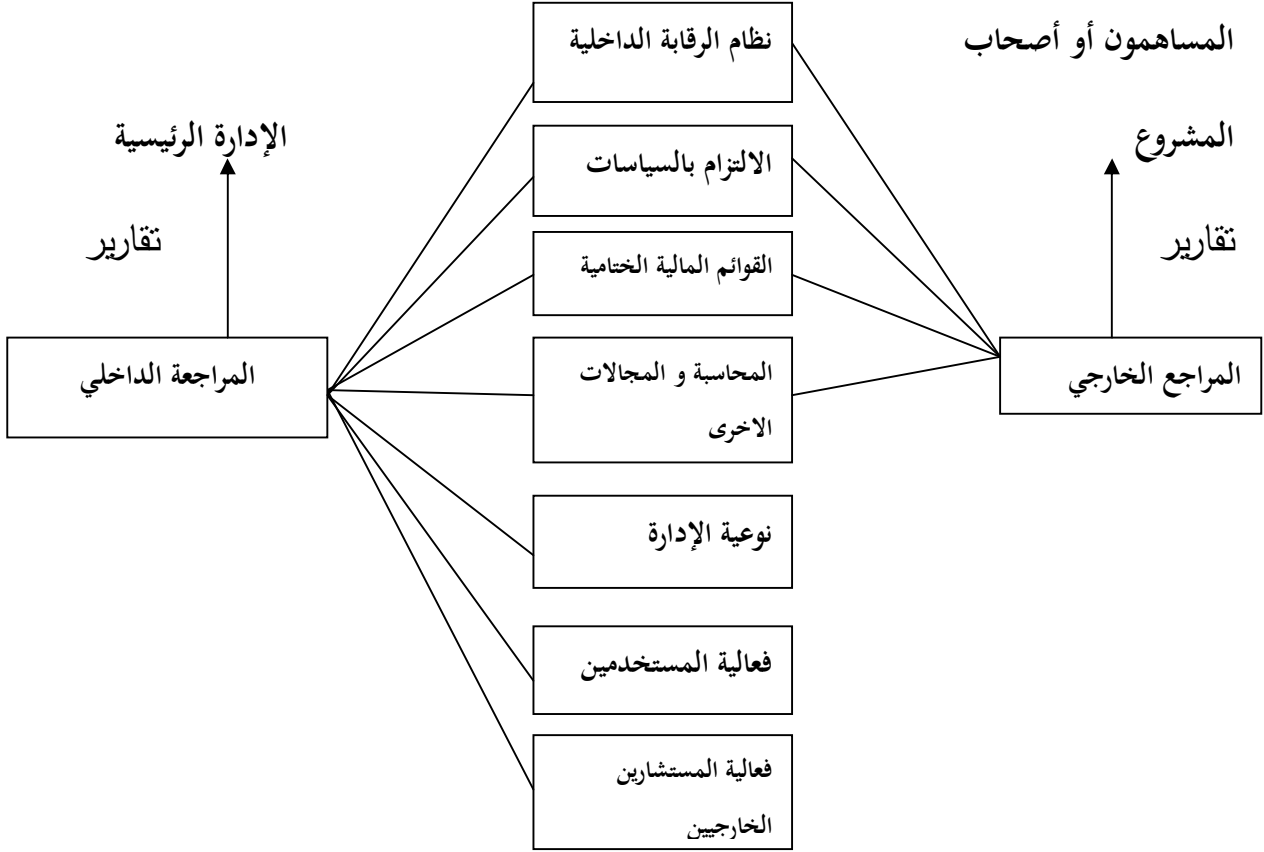 نظام الرقابة الداخلية
المساهمون أو أصحاب
المشروع
الإدارة الرئيسية
الالتزام بالسياسات
تقارير
تقارير
القوائم المالية الختامية
المراجع الخارجي
المحاسبة و المجالات
الاخرى
المراجعة الداخلي
نوعية الإدارة
فعالية المستخدمين
فعالية المستشارين
الخارجيين